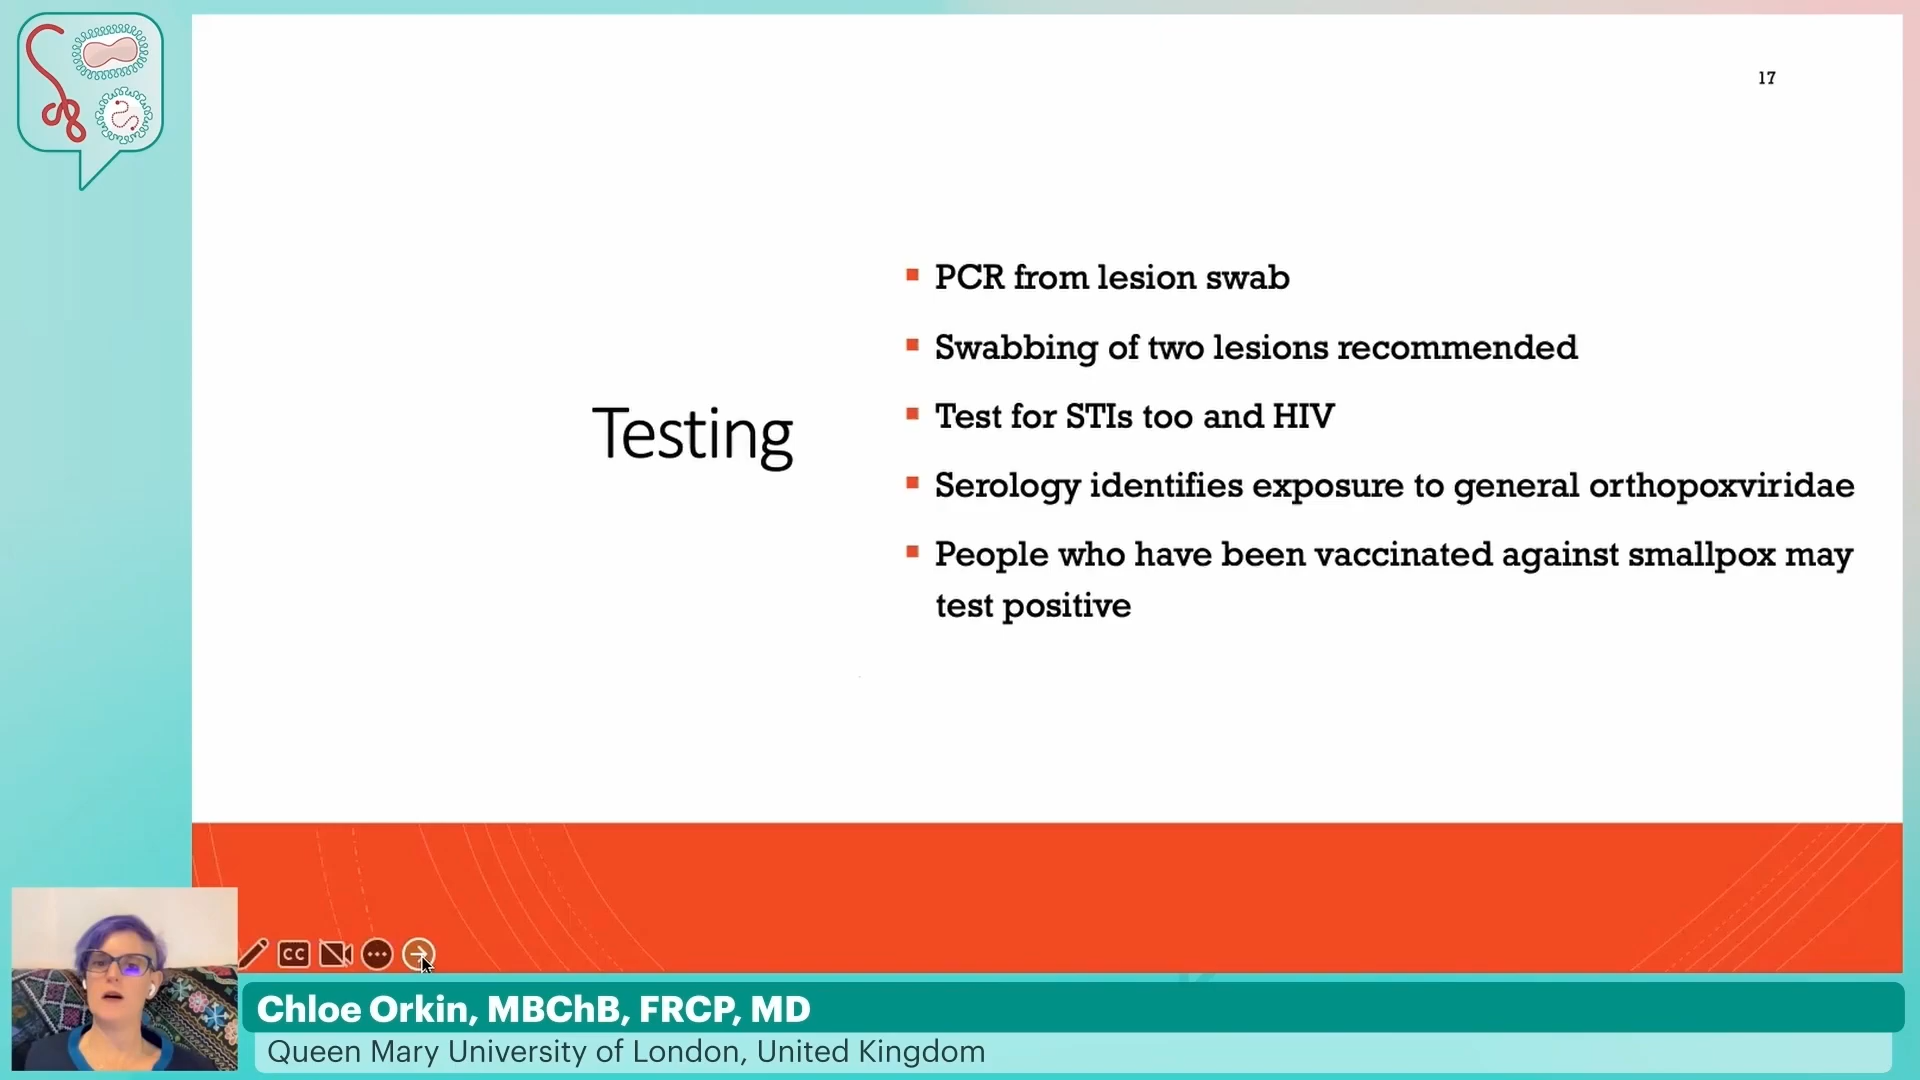 17
Testing
PCR from lesion swab
Swabbing of two lesions recommended
Test for STIs too and HIV
Serology identifies exposure to general orthopoxviridae
People who have been vaccinated against smallpox may
test positive
CC
Chloe Orkin, MBChB, FRCP, MD
Queen Mary University of London, United Kingdom